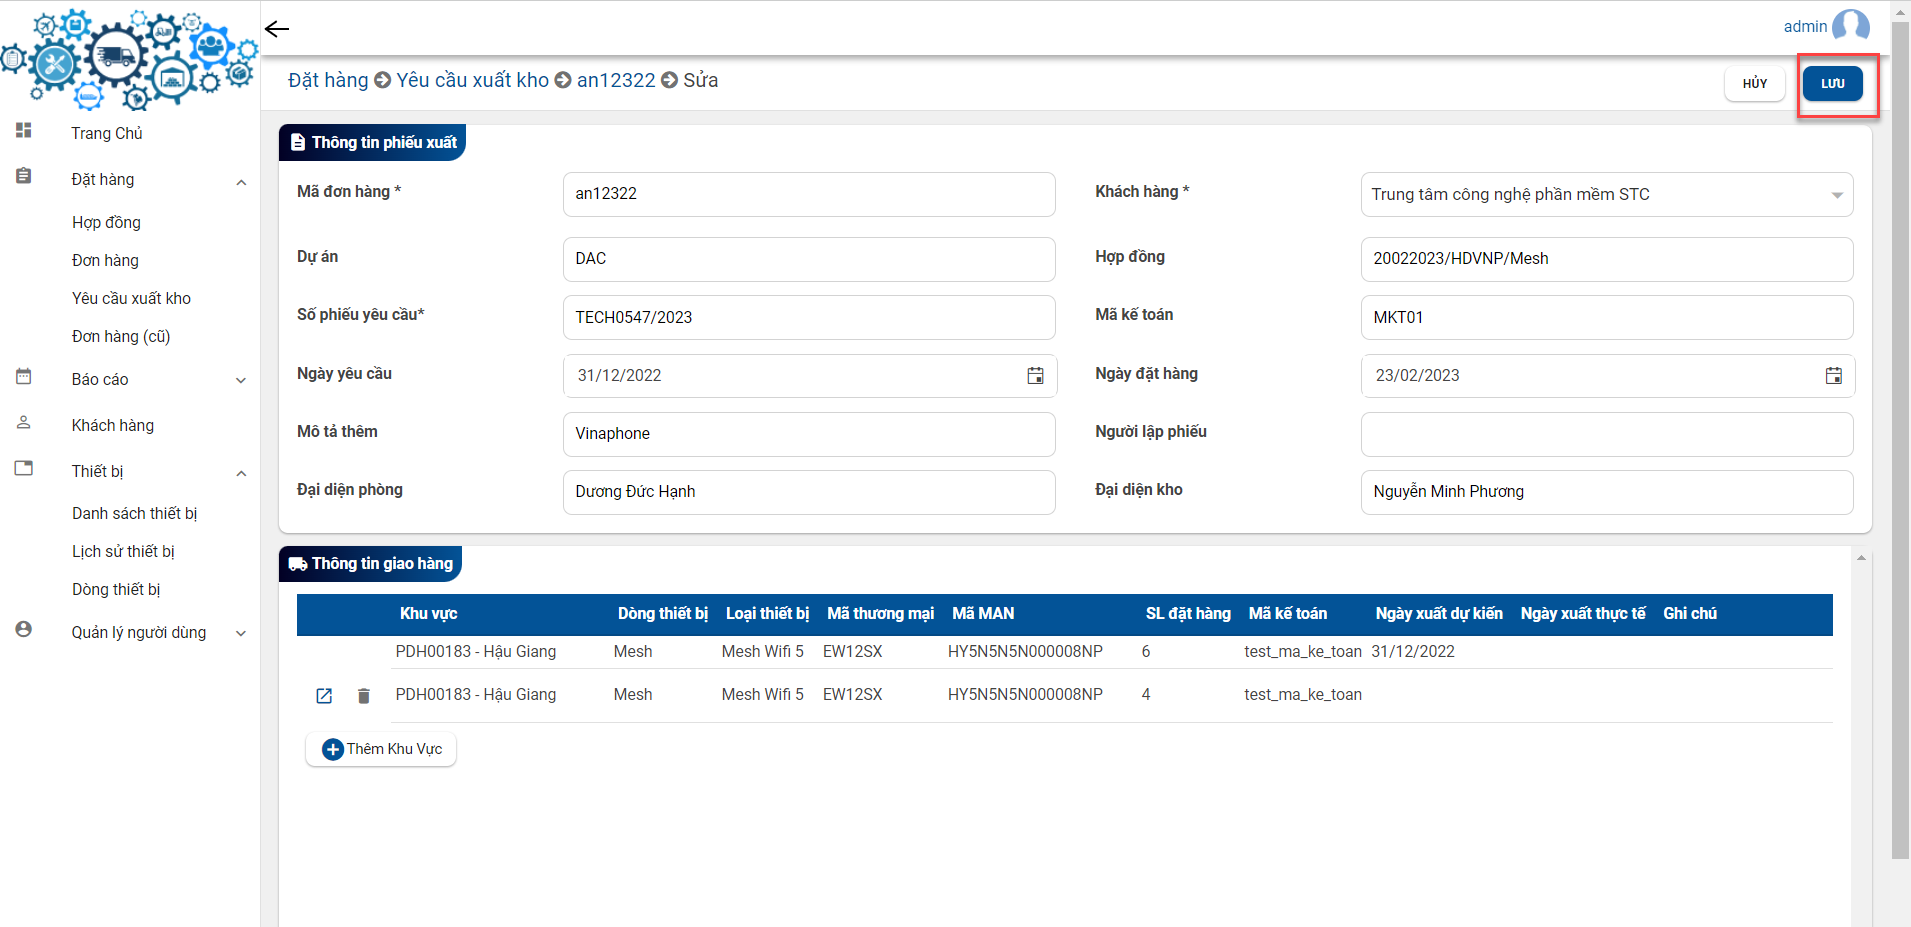 admin
Đặt hàng Yêu cầu xuất kho an12322 Sửa
HỦY LƯU
Trang Chủ
Đặt hàng
Hợp đồng
Đơn hàng
Yêu cầu xuất kho
Đơn hàng (cũ)
Báo cáo
Khách hàng
Thiết bị
Danh sách thiết bị
Lịch sử thiết bị
Dòng thiết bị
Quản lý người dùng
Thông tin phiếu xuất
Mã đơn hàng * an12322 Khách hàng * Trung tâm công nghệ phần mềm STC
Dự án DAC Hợp đồng 20022023/HDVNP/Mesh
Số phiếu yêu cầu* TECH0547/2023 Mã kế toán MKT01
Ngày yêu cầu 31/12/2022 Ngày đặt hàng 23/02/2023
Mô tả thêm Vinaphone Người lập phiếu
Đại diện phòng Dương Đức Hạnh Đại diện kho Nguyễn Minh Phương
Thông tin giao hàng
Khu vực Dòng thiết bị Loại thiết bị Mã thương mại Mã MAN SL đặt hàng Mã kế toán Ngày xuất dự kiến Ngày xuất thực tế Ghi chú
PDH00183 - Hậu Giang Mesh Mesh Wifi 5 EW12SX HY5N5N5N000008NP 6 test_ma_ke_toan 31/12/2022
PDH00183 - Hậu Giang Mesh Mesh Wifi 5 EW12SX HY5N5N5N000008NP 4 test_ma_ke_toan
Thêm Khu Vực